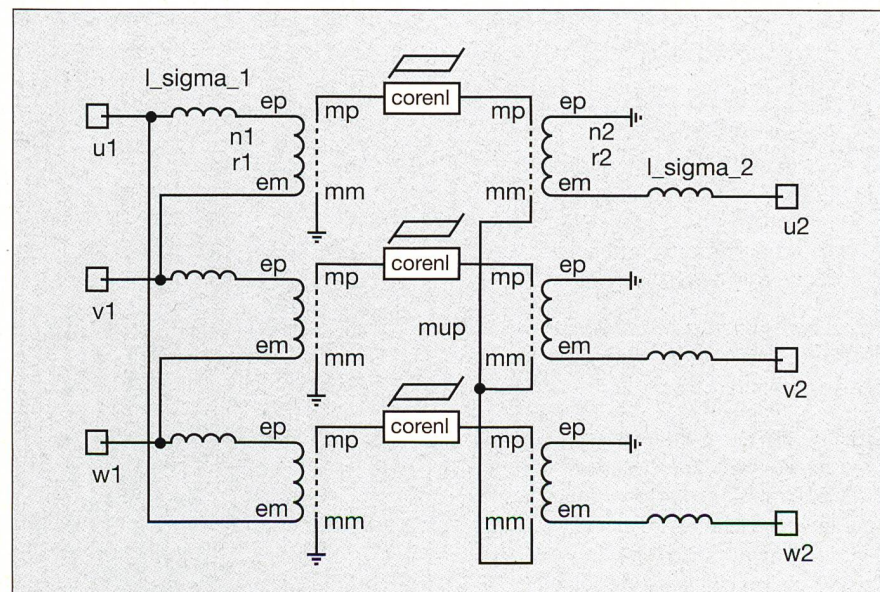 l_sigma_1
ep
mp
corenl
ep
u1
n1
r1
n2
r2
em
mm
mm
em
l_sigma_2
u2
ep
mp
corenl
mp
ep
v1
mup
em
mm
mm
em
v2
ep
mp
corenl
mp
ep
w1
em
mm
mm
em
w2